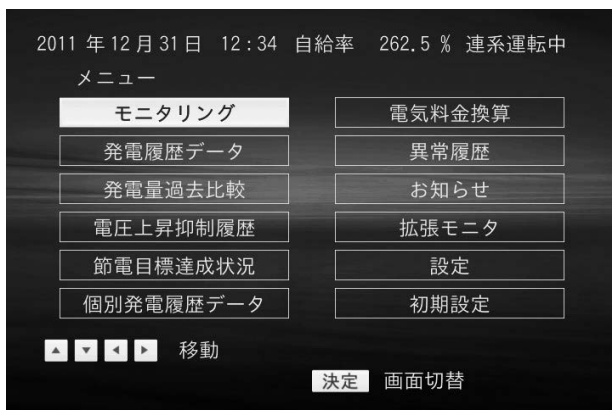 2011 年 12 月 31 日 12 : 34 自給率 262.5 % 連系運転中
メニュー
モニタリング 電気料金換算
発電履歴データ 異常履歴
発電量過去比較 お知らせ
電圧上昇抑制履歴 拡張モニタ
節電目標達成状況 設定
個別発電履歴データ 初期設定
▲ ▼ ◀ ▶ 移動
決定 画面切替